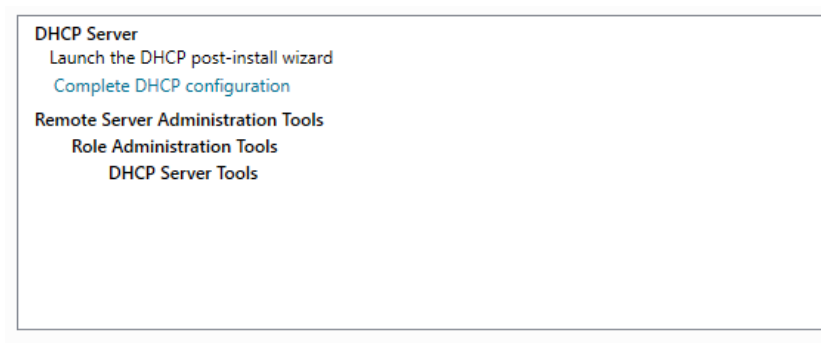 DHCP Server
Launch the DHCP post-install wizard
Complete DHCP configuration
Remote Server Administration Tools
Role Administration Tools
DHCP Server Tools